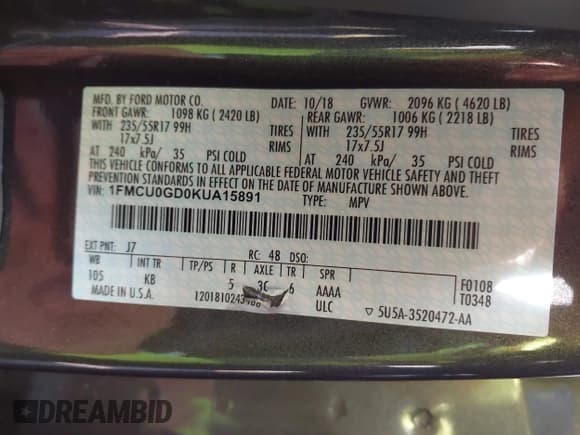 MFD. BY FORD MOTOR CO. 10/18 GVWR: 2096 KG ( 4620 LB)
FRONT GAWR: 1098 KG ( 2420 LB) REAR GAWR: 1006 KG ( 2218 LB)
WITH 235/55R17 99H TIRES WITH 235/55R17 99H TIRES
17x7.5J RIMS 17x7.5J RIMS
AT 240 kPa/ 35 PSI COLD AT 240 kPa/ 35 PSI COLD
THIS VEHICLE CONFORMS TO ALL APPLICABLE FEDERAL MOTOR VEHICLE SAFETY AND THEFT
PREVENTION STANDARDS IN EFFECT ON THE DATE OF MANUFACTURE SHOWN ABOVE.
VIN: 1FMCU0GD0KUA15891 TYPE: MPV
EXT PNT: J7 RC: 48 DSO:
WB INT TR TP/PS R AXLE TR SPR F0108
105 KB 5 6 AAAA T0348
MADE IN U.S.A. ULC ▽ 5U5A-3520472-AA
DREAMBID